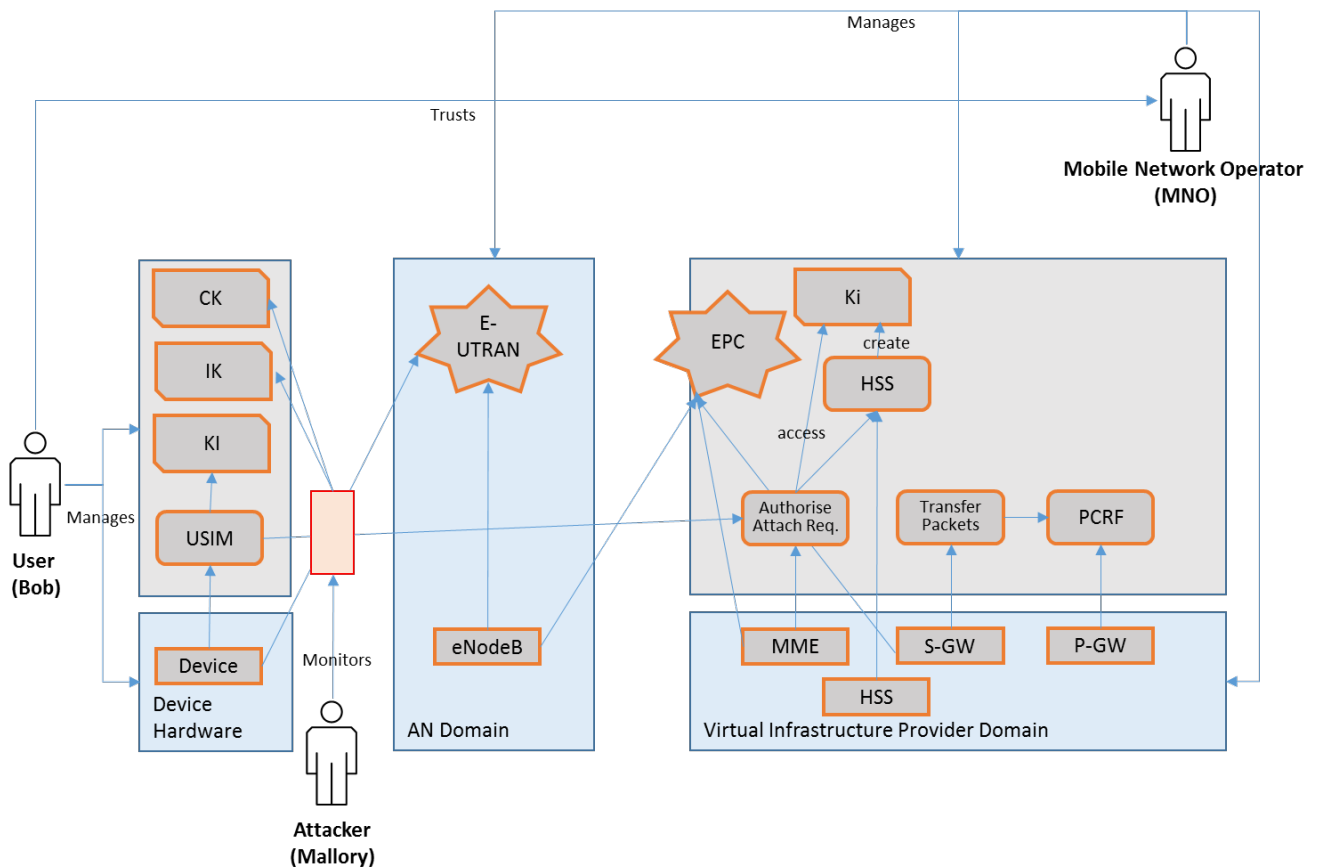 Manages
Trusts
Mobile Network Operator
(MNO)
CK
IK
KI
USIM
Manages
User
(Bob)
Device
Device
Hardware
Monitors
Attacker
(Mallory)
E-
UTRAN
eNodeB
AN Domain
EPC
Ki
create
HSS
access
Authorise
Attach Req.
Transfer
Packets
PCRF
MME
S-GW
P-GW
HSS
Virtual Infrastructure Provider Domain